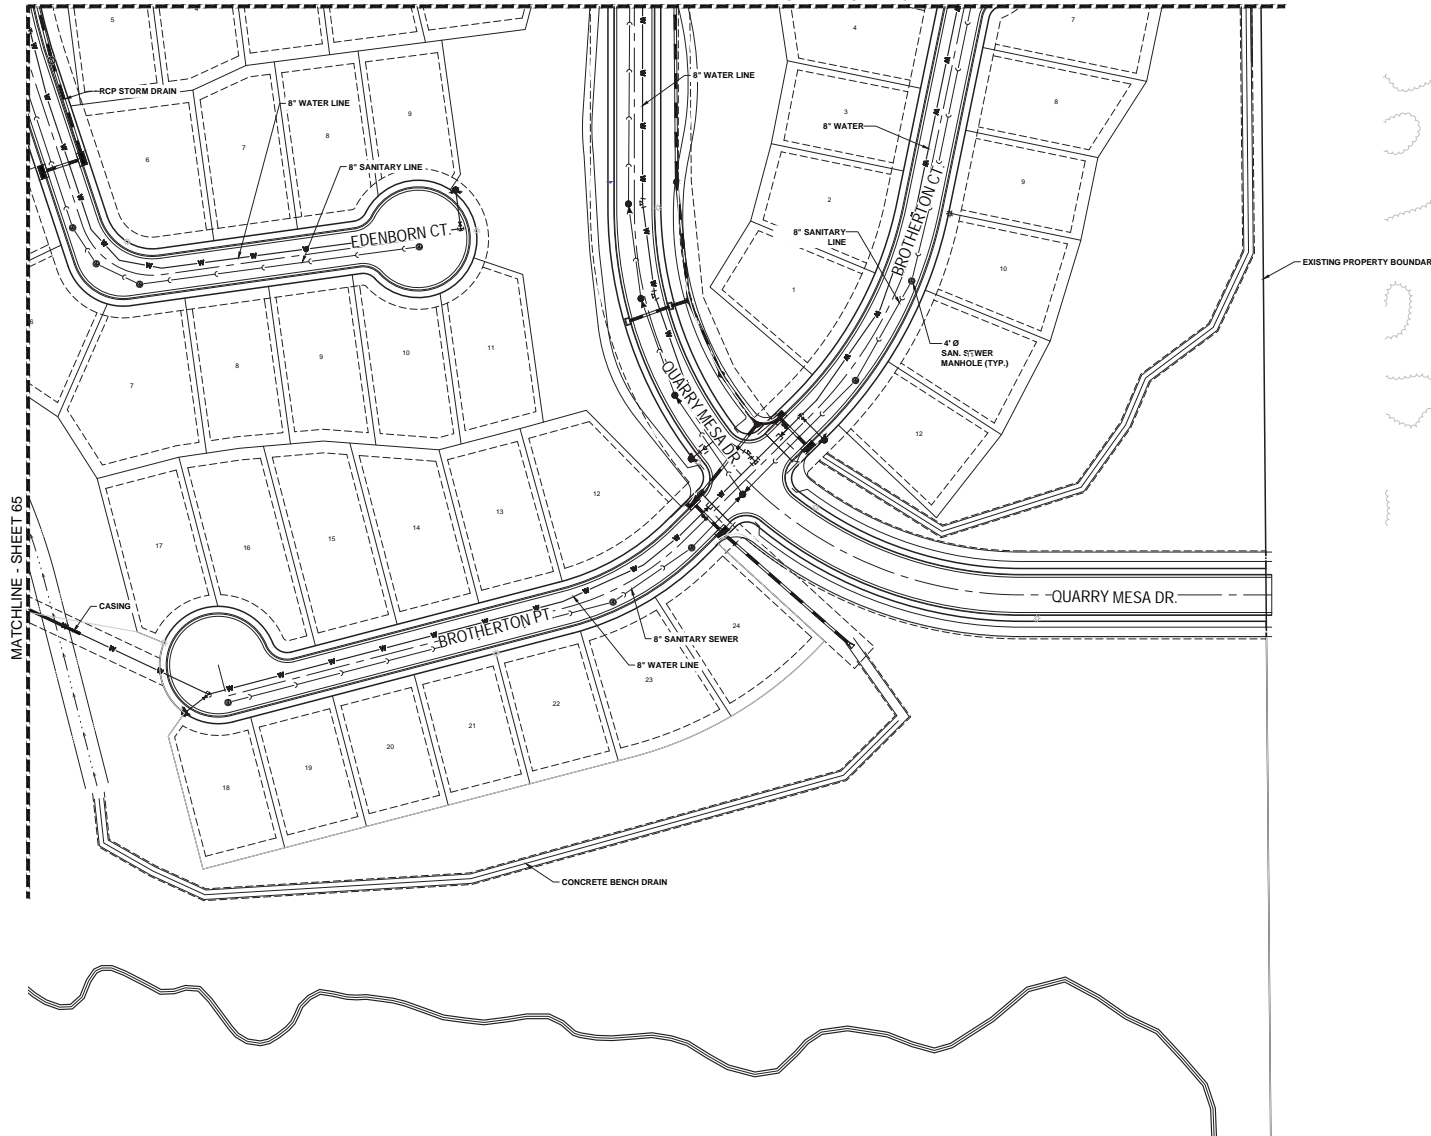 5
4
4
7
RCP STORM DRAIN
8" WATER LINE
8" WATER LINE
9
8
7
6
3
8" WATER
8
8" SANITARY LINE
9
2
EDENBORN CT.
8" SANITARY
LINE
BROTHERTON CT.
EXISTING PROPERTY BOUNDAR
10
1
4' Ø
SAN. SEWER
MANHOLE (TYP.)
11
10
9
8
7
QUARRY MESA DR.
12
12
13
14
15
16
17
MATCHLINE - SHEET 65
CASING
QUARRY MESA DR.
BROTHERTON PT.
8" SANITARY SEWER
8" WATER LINE
24
23
22
21
20
19
18
CONCRETE BENCH DRAIN